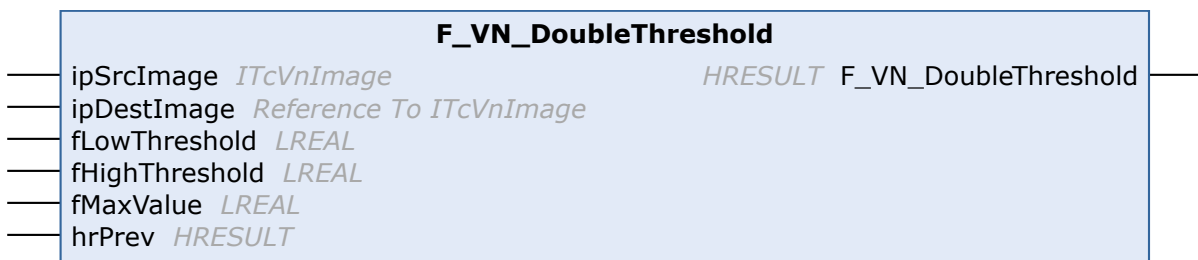 F_VN_DoubleThreshold
ipSrcImage ITcVnImage HRESULT F_VN_DoubleThreshold
ipDestImage Reference To ITcVnImage
fLowThreshold LREAL
fHighThreshold LREAL
fMaxValue LREAL
hrPrev HRESULT